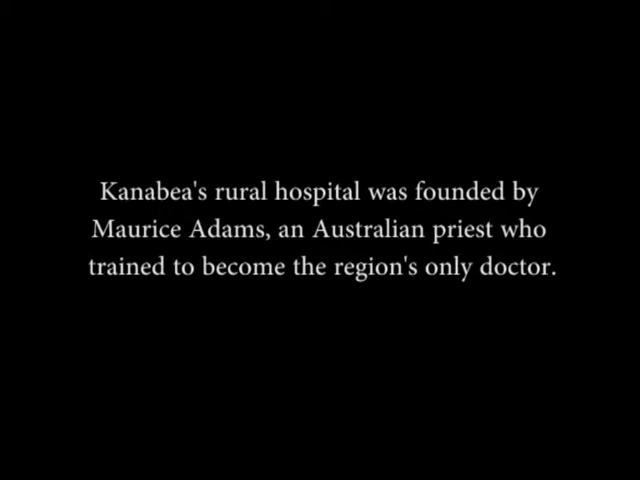 Kanabea's rural hospital was founded by
Maurice Adams, an Australian priest who
trained to become the region's only doctor.